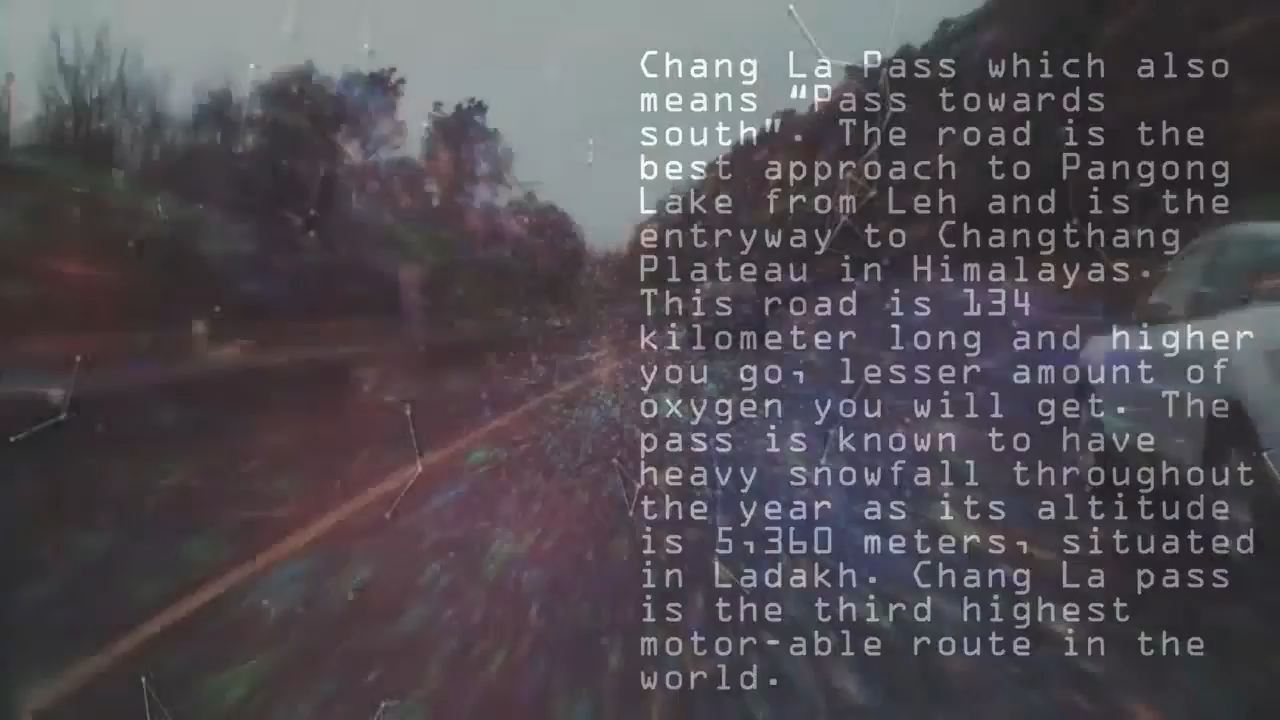 Chang La Pass which also
means “Pass towards
south". The road is the
best approach to Pangong
Lake from Leh and is the
entryway to Changthang
Plateau in Himalayas.
This road is 134
kilometer long and higher
you go, lesser amount of
oxygen you will get. The
pass is known to have
heavy snowfall throughout
the year as its altitude
is 5,360 meters, situated
in Ladakh. Chang La pass
is the third highest
motor-able route in the
world.